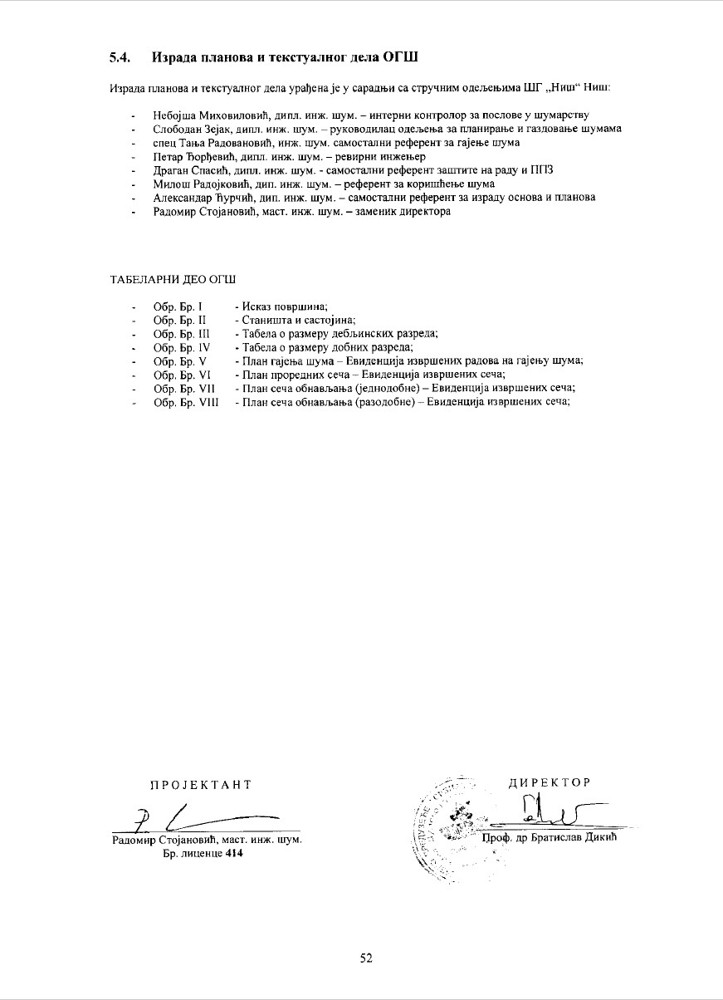 5.4. Израда планова и текстуалног дела ОГШ
Израда планова и текстуалног дела урађена је у сарадњи са стручним одељењима ШГ „Ниш“ Ниш:
- Небојша Миховиловић, дипл. инж. шум. – интерни контролор за послове у шумарству
- Слободан Зејак, дипл. инж. шум. – руководилац одељења за планирање и газдовање шумама
- спец Тања Радовановић, инж. шум. самостални референт за гајење шума
- Петар Ђорђевић, дипл. инж. шум. – ревирни инжењер
- Драган Спасић, дипл. инж. шум. - самостални референт заштите на раду и ППЗ
- Милош Радојковић, дип. инж. шум. – референт за коришћење шума
- Александар Ћурчић, дип. инж. шум. – самостални референт за израду основа и планова
- Радомир Стојановић, маст. инж. шум. – заменик директора
ТАБЕЛАРНИ ДЕО ОГШ
- Обр. Бр. I - Исказ површина;
- Обр. Бр. II - Станишта и састојина;
- Обр. Бр. III - Табела о размеру дебљинских разреда;
- Обр. Бр. IV - Табела о размеру добних разреда;
- Обр. Бр. V - План гајења шума – Евиденција извршених радова на гајењу шума;
- Обр. Бр. VI - План проредних сеча – Евиденција извршених сеча;
- Обр. Бр. VII - План сеча обнављања (једнодобне) – Евиденција извршених сеча;
- Обр. Бр. VIII - План сеча обнављања (разодобне) – Евиденција извршених сеча;
ПРОЈЕКТАНТ
Радомир Стојановић, маст. инж. шум.
Бр. лиценце 414
ДИРЕКТОР
Проф. др Братислав Дикић
52